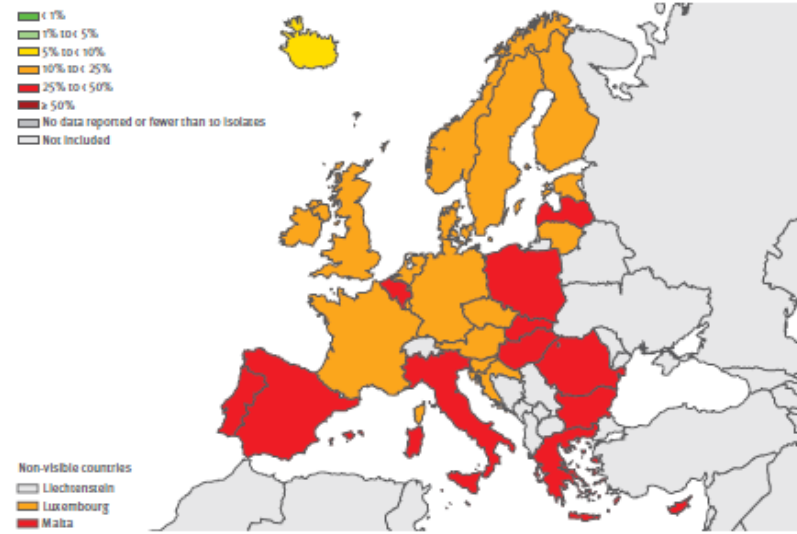 < 1%
1% to < 5%
5% to < 10%
10% to < 25%
25% to < 50%
≥ 50%
No data reported or fewer than 10 isolates
Not included
Non-visible countries
Liechtenstein
Luxembourg
Malta